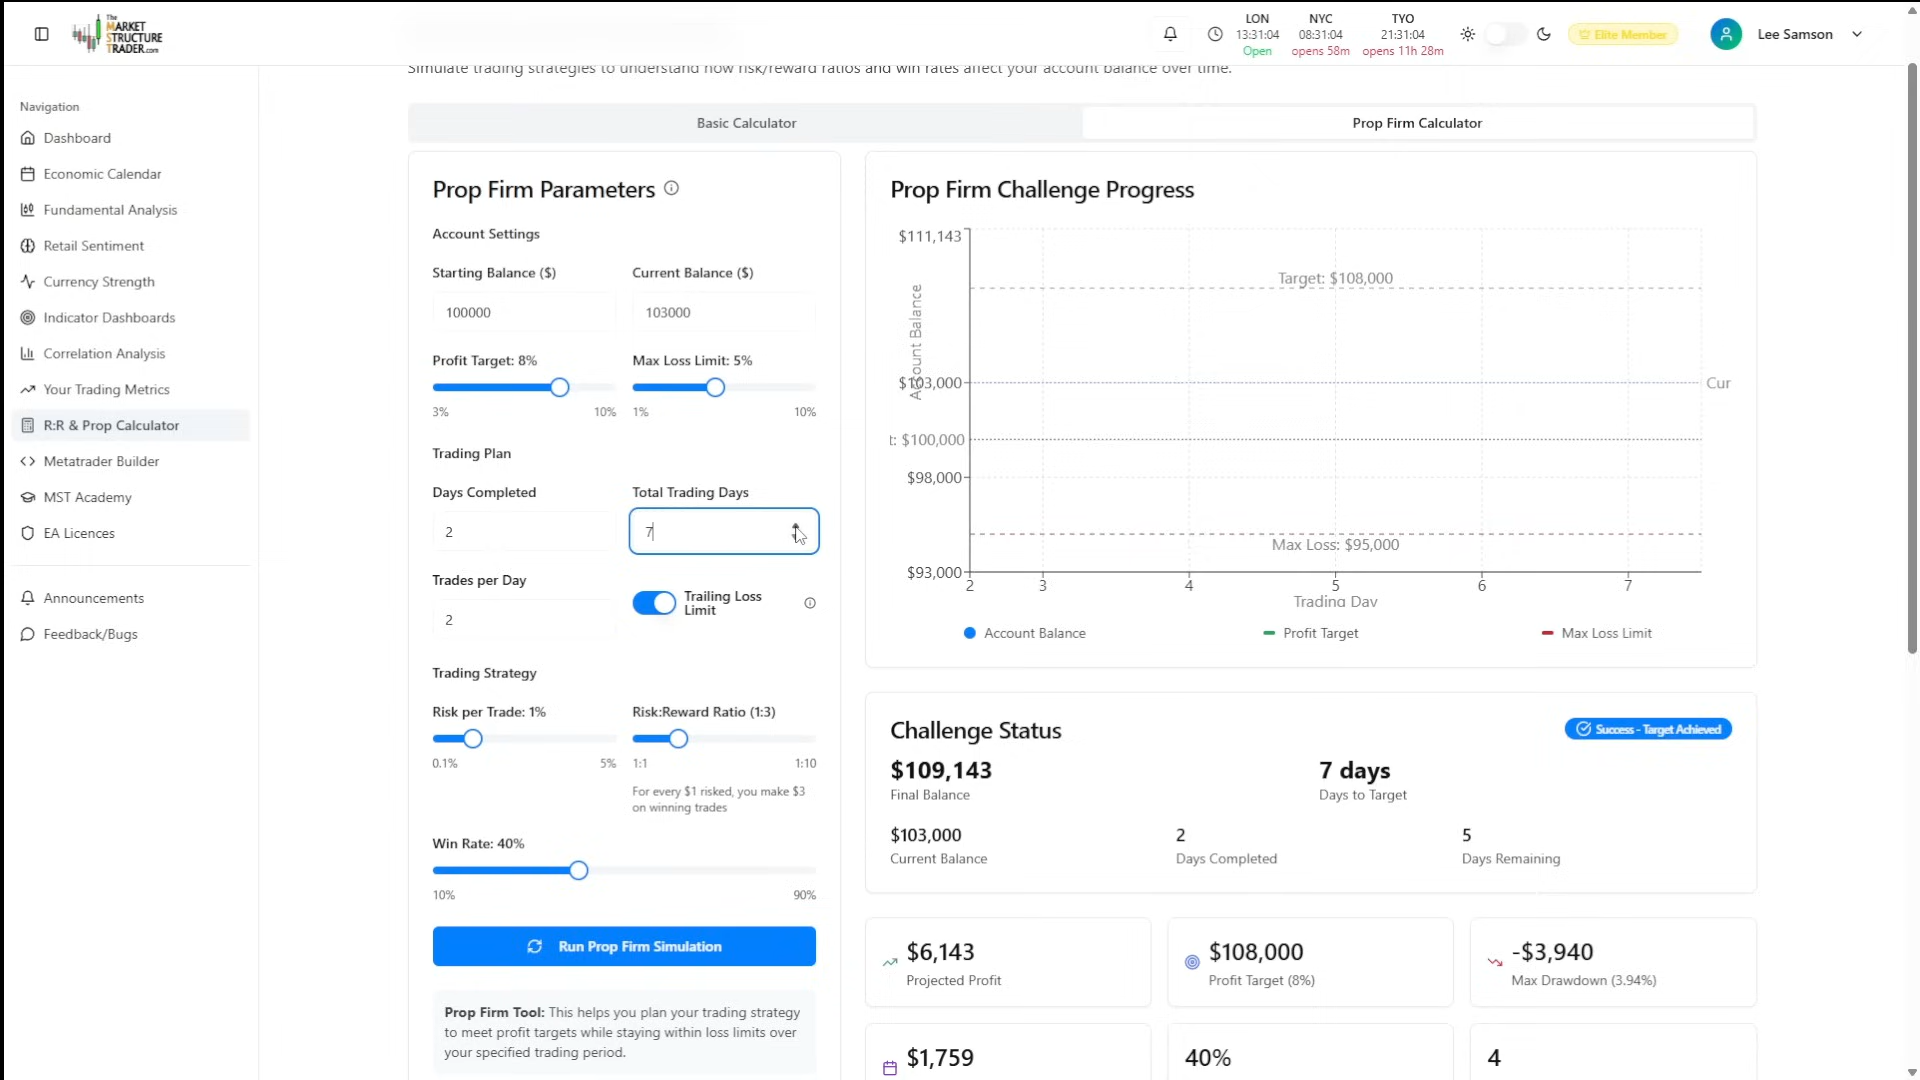 The
MARKET
STRUCTURE
TRADER.com
LON
13:31:04
Open
NYC
08:31:04
opens 58m
TYO
21:31:04
opens 11h 28m
Elite Member
Lee Samson
Navigation
Dashboard
Economic Calendar
Fundamental Analysis
Retail Sentiment
Currency Strength
Indicator Dashboards
Correlation Analysis
Your Trading Metrics
R:R & Prop Calculator
Metatrader Builder
MST Academy
EA Licences
Announcements
Feedback/Bugs
Simulate trading strategies to understand how risk/reward ratios and win rates affect your account balance over time.
Basic Calculator
Prop Firm Calculator
Prop Firm Parameters
Account Settings
Starting Balance ($)
Current Balance ($)
100000
103000
Profit Target: 8%
Max Loss Limit: 5%
3%
10%
1%
10%
Trading Plan
Days Completed
Total Trading Days
2
7
Trades per Day
Trailing Loss
Limit
2
Trading Strategy
Risk per Trade: 1%
Risk:Reward Ratio (1:3)
0.1%
5%
1:1
1:10
For every $1 risked, you make $3
on winning trades
Win Rate: 40%
10%
90%
Run Prop Firm Simulation
Prop Firm Tool: This helps you plan your trading strategy
to meet profit targets while staying within loss limits over
your specified trading period.
Prop Firm Challenge Progress
$111,143
Target: $108,000
Account Balance
$103,000
Cur
t: $100,000
$98,000
Max Loss: $95,000
$93,000
2
3
4
5
6
7
Trading Day
Account Balance
Profit Target
Max Loss Limit
Challenge Status
Success - Target Achieved
$109,143
Final Balance
7 days
Days to Target
$103,000
Current Balance
2
Days Completed
5
Days Remaining
$6,143
Projected Profit
$108,000
Profit Target (8%)
-$3,940
Max Drawdown (3.94%)
$1,759
40%
4